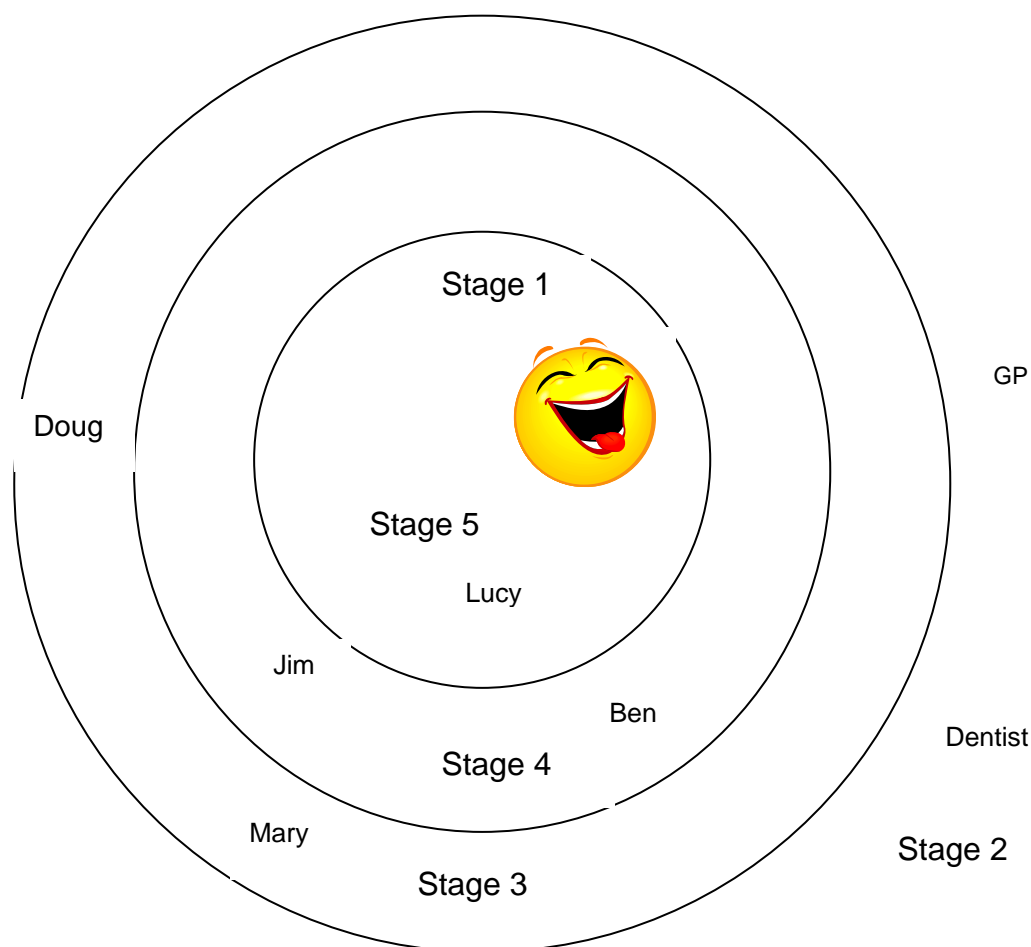 Stage 1
GP
Doug
Stage 5
Lucy
Jim
Ben
Dentist
Stage 4
Mary
Stage 2
Stage 3